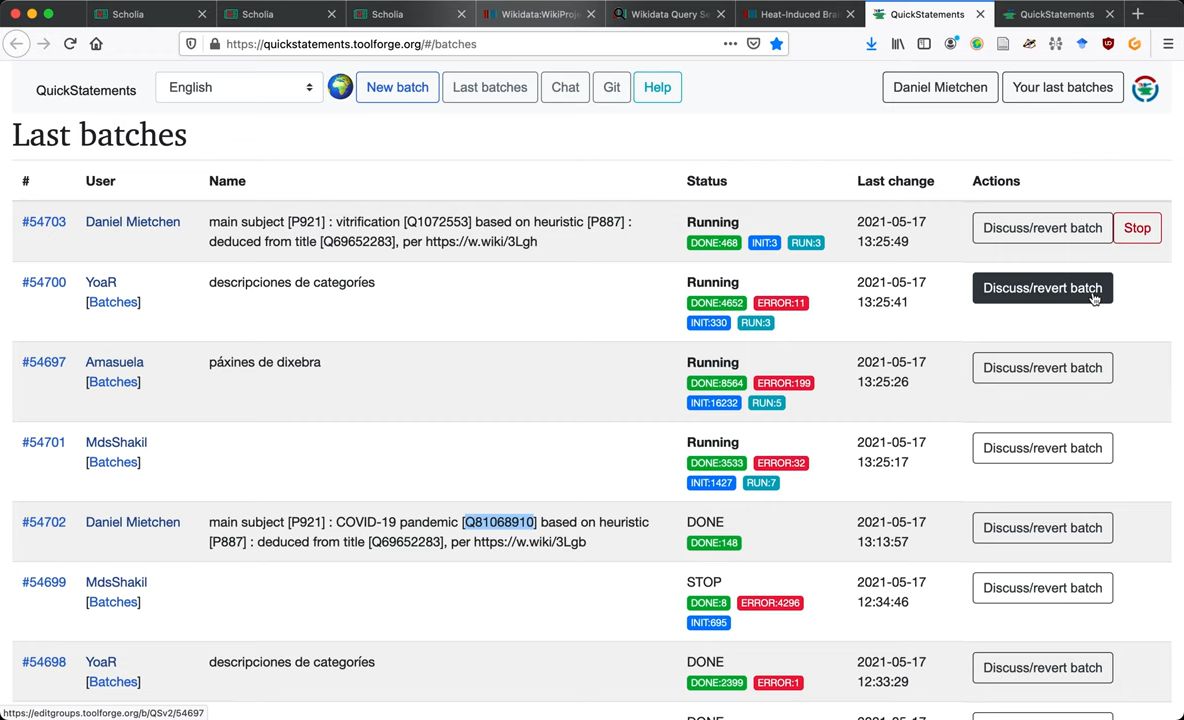 Scholia
Scholia
Scholia
Wikidata:WikiProj
Wikidata Query Se
Heat-Induced Brai
QuickStatements
QuickStatements
https://quickstatements.toolforge.org/#/batches
QuickStatements
English
New batch
Last batches
Chat
Git
Help
Daniel Mietchen
Your last batches
Last batches
# User Name Status Last change Actions
#54703 Daniel Mietchen main subject [P921] : vitrification [Q1072553] based on heuristic [P887] : Running 2021-05-17 Discuss/revert batch Stop
deduced from title [Q69652283], per https://w.wiki/3Lgh DONE:468 INIT:3 RUN:3 13:25:49
#54700 YoaR descripciones de categoríes Running 2021-05-17 Discuss/revert batch
[Batches] DONE:4652 ERROR:11 13:25:41
INIT:330 RUN:3
#54697 Amasuela páxines de dixebra Running 2021-05-17 Discuss/revert batch
[Batches] DONE:8564 ERROR:199 13:25:26
INIT:16232 RUN:5
#54701 MdsShakil Running 2021-05-17 Discuss/revert batch
[Batches] DONE:3533 ERROR:32 13:25:17
INIT:1427 RUN:7
#54702 Daniel Mietchen main subject [P921] : COVID-19 pandemic [Q81068910] based on heuristic DONE 2021-05-17 Discuss/revert batch
[P887] : deduced from title [Q69652283], per https://w.wiki/3Lgb DONE:148 13:13:57
#54699 MdsShakil STOP 2021-05-17 Discuss/revert batch
[Batches] DONE:8 ERROR:4296 12:34:46
INIT:695
#54698 YoaR descripciones de categoríes DONE 2021-05-17 Discuss/revert batch
[Batches] DONE:2399 ERROR:1 12:33:29
https://editgroups.toolforge.org/b/QSv2/54697